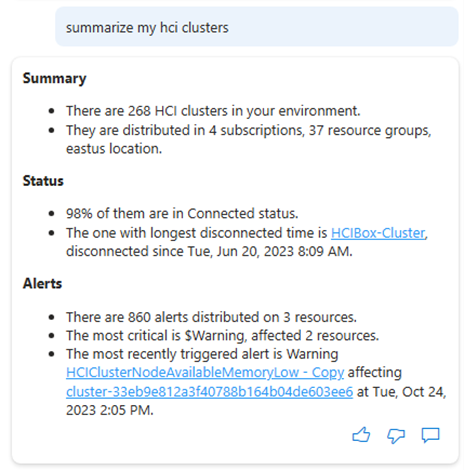 summarize my hci clusters
Summary
• There are 268 HCI clusters in your environment.
• They are distributed in 4 subscriptions, 37 resource groups,
eastus location.
Status
• 98% of them are in Connected status.
• The one with longest disconnected time is HCIBox-Cluster,
disconnected since Tue, Jun 20, 2023 8:09 AM.
Alerts
• There are 860 alerts distributed on 3 resources.
• The most critical is $Warning, affected 2 resources.
• The most recently triggered alert is Warning
HCIClusterNodeAvailableMemoryLow - Copy affecting
cluster-33eb9e812a3f40788b164b04de603ee6 at Tue, Oct 24,
2023 2:05 PM.